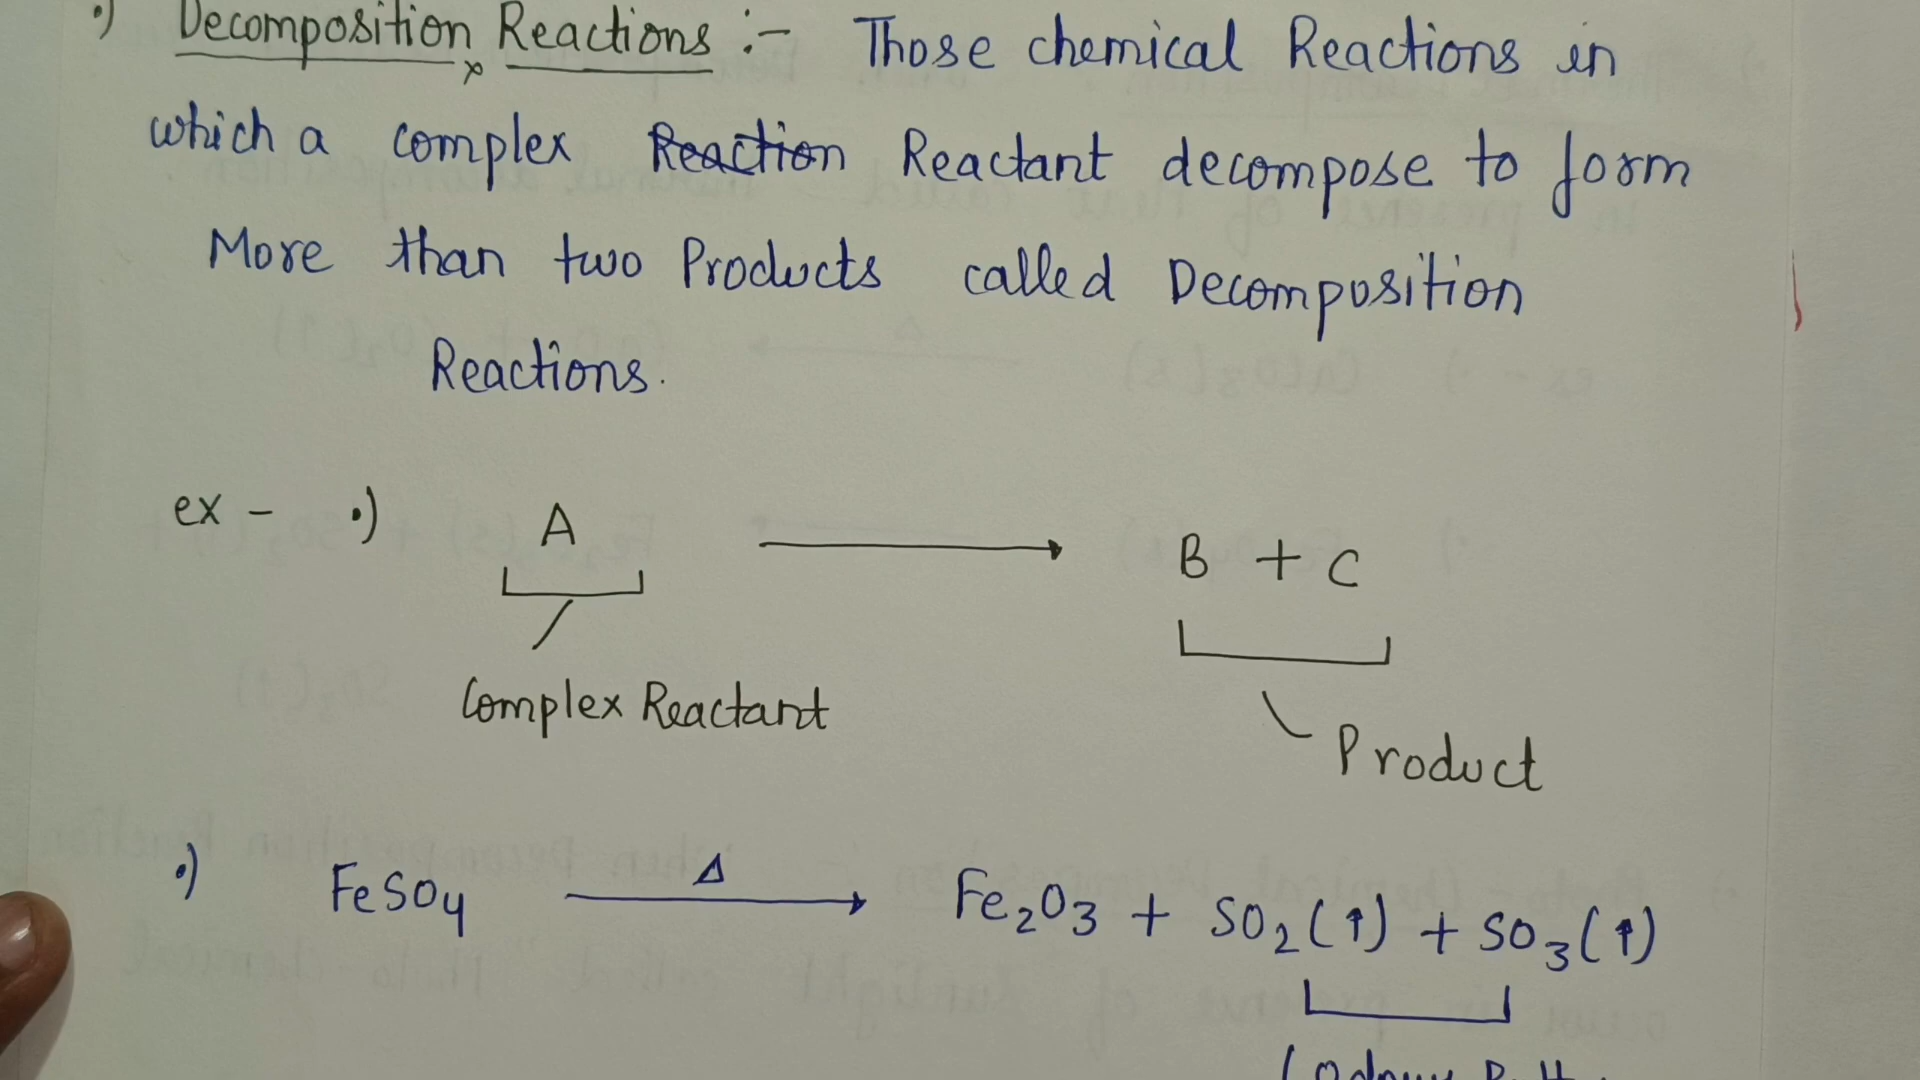 •) Decomposition Reactions :- Those chemical Reactions in
which a complex Reaction Reactant decompose to form
More than two Products called Decomposition
Reactions.
ex - •) A → B + C
Complex Reactant
Product
•) FeSO4 Δ→ Fe2O3 + SO2(↑) + SO3(↑)